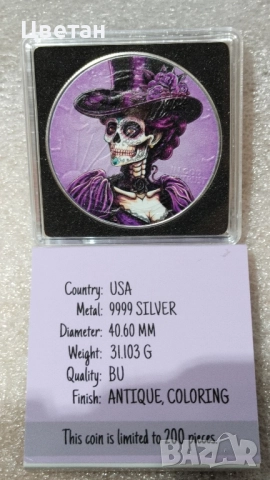 Цветан
Country: USA
Metal: 9999 SILVER
Diameter: 40.60 MM
Weight: 31.103 G
Quality: BU
Finish: ANTIQUE, COLORING
This coin is limited to 200 pieces.
BAZAR